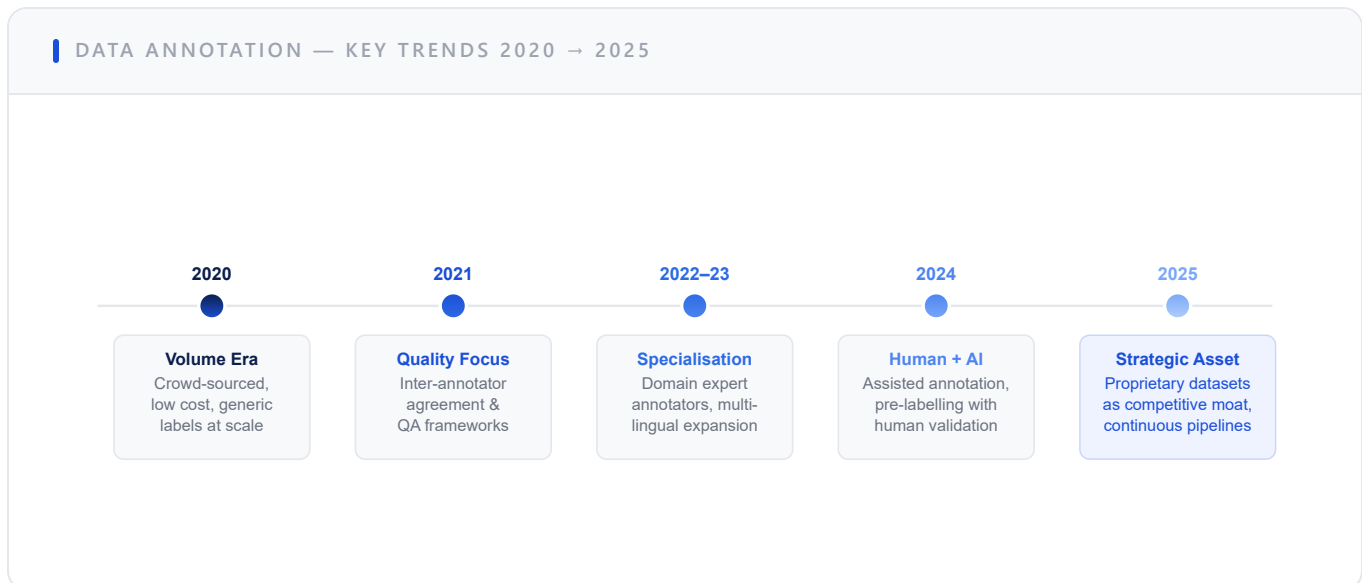 DATA ANNOTATION — KEY TRENDS 2020 → 2025
2020
Volume Era
Crowd-sourced,
low cost, generic
labels at scale
2021
Quality Focus
Inter-annotator
agreement &
QA frameworks
2022–23
Specialisation
Domain expert
annotators, multi-
lingual expansion
2024
Human + AI
Assisted annotation,
pre-labelling with
human validation
2025
Strategic Asset
Proprietary datasets
as competitive moat,
continuous pipelines